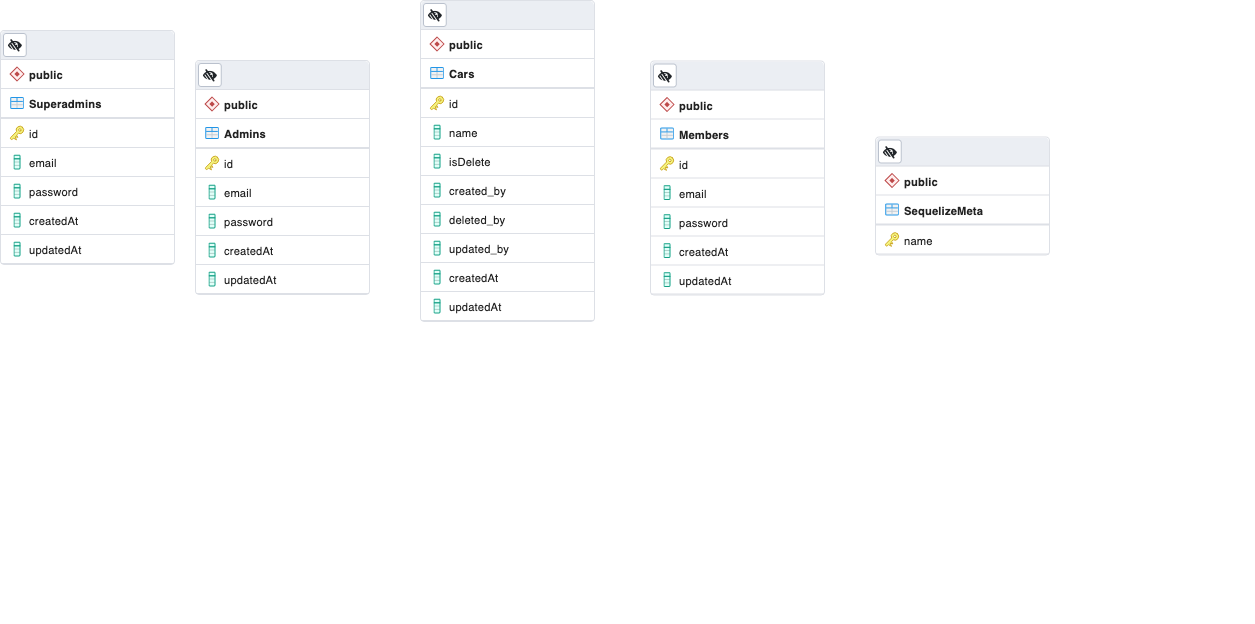 public
Superadmins
id
email
password
createdAt
updatedAt
public
Admins
id
email
password
createdAt
updatedAt
public
Cars
id
name
isDelete
created_by
deleted_by
updated_by
createdAt
updatedAt
public
Members
id
email
password
createdAt
updatedAt
public
SequelizeMeta
name